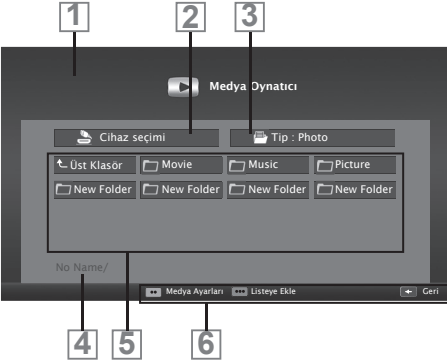 1 2 3
Medya Oynatıcı
Cihaz seçimi Tip : Photo
Üst Klasör Movie Music Picture
New Folder New Folder New Folder New Folder
No Name/
Medya Ayarları Listeye Ekle Geri
4 5 6